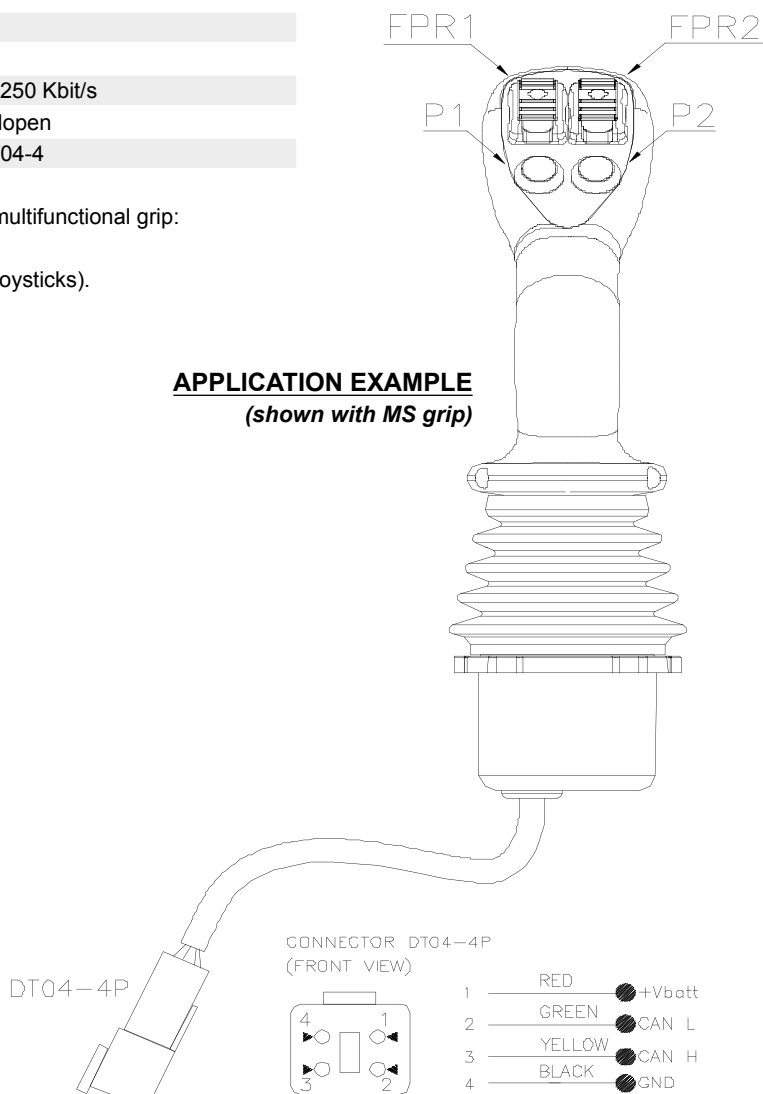 250 Kbit/s
lopen
04-4
multifunctional grip:
oysticks).
FPR1
FPR2
P1
P2
APPLICATION EXAMPLE
(shown with MS grip)
CONNECTOR DT04-4P
(FRONT VIEW)
DT04-4P
4 1
3 2
1 RED +Vbatt
2 GREEN CAN L
3 YELLOW CAN H
4 BLACK GND